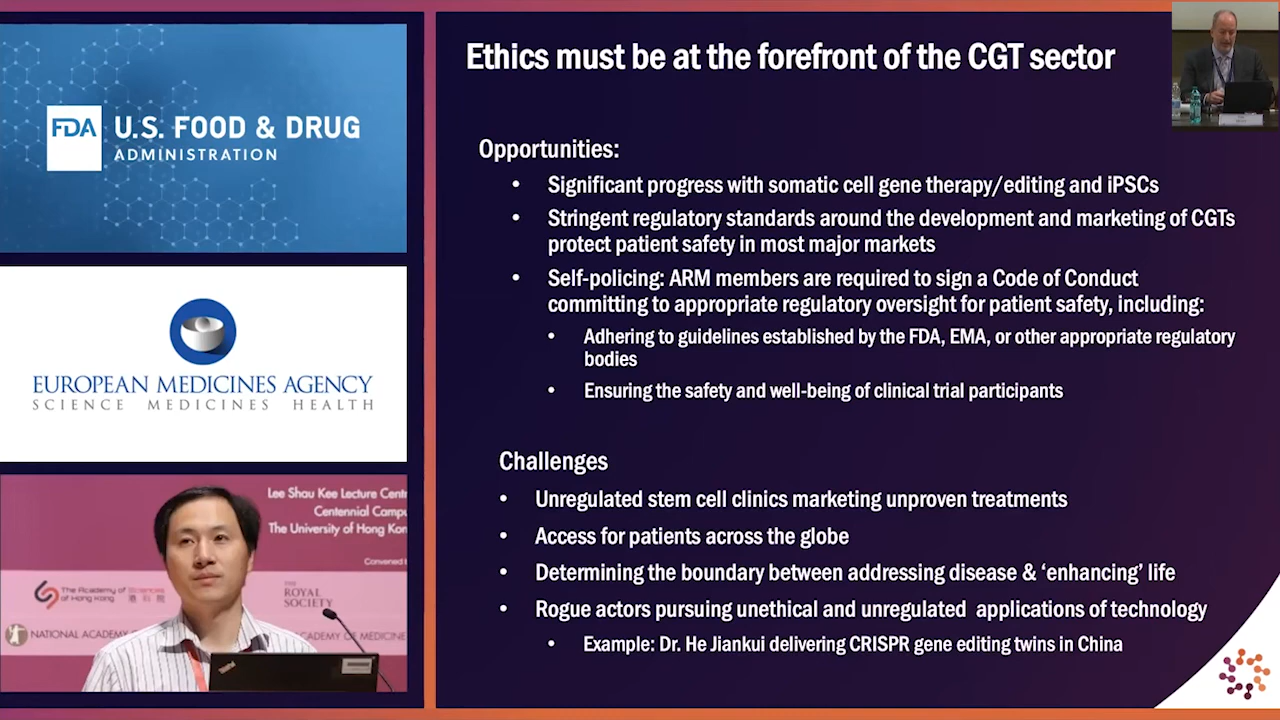 FDA
U.S. FOOD & DRUG
ADMINISTRATION
EUROPEAN MEDICINES AGENCY
SCIENCE MEDICINES HEALTH
Lee Shau Kee Lecture Cent
Centennial Camp
The University of Hong Kon
Convened
The Academy of Sciences
of Hong Kong 港科院
THE
ROYAL
SOCIETY
NATIONAL ACADEM
ACADEMY OF MEDICINE
ThinkPad
Ethics must be at the forefront of the CGT sector
Opportunities:
• Significant progress with somatic cell gene therapy/editing and iPSCs
• Stringent regulatory standards around the development and marketing of CGTs
protect patient safety in most major markets
• Self-policing: ARM members are required to sign a Code of Conduct
committing to appropriate regulatory oversight for patient safety, including:
• Adhering to guidelines established by the FDA, EMA, or other appropriate regulatory
bodies
• Ensuring the safety and well-being of clinical trial participants
Challenges
• Unregulated stem cell clinics marketing unproven treatments
• Access for patients across the globe
• Determining the boundary between addressing disease & ‘enhancing’ life
• Rogue actors pursuing unethical and unregulated applications of technology
• Example: Dr. He Jiankui delivering CRISPR gene editing twins in China